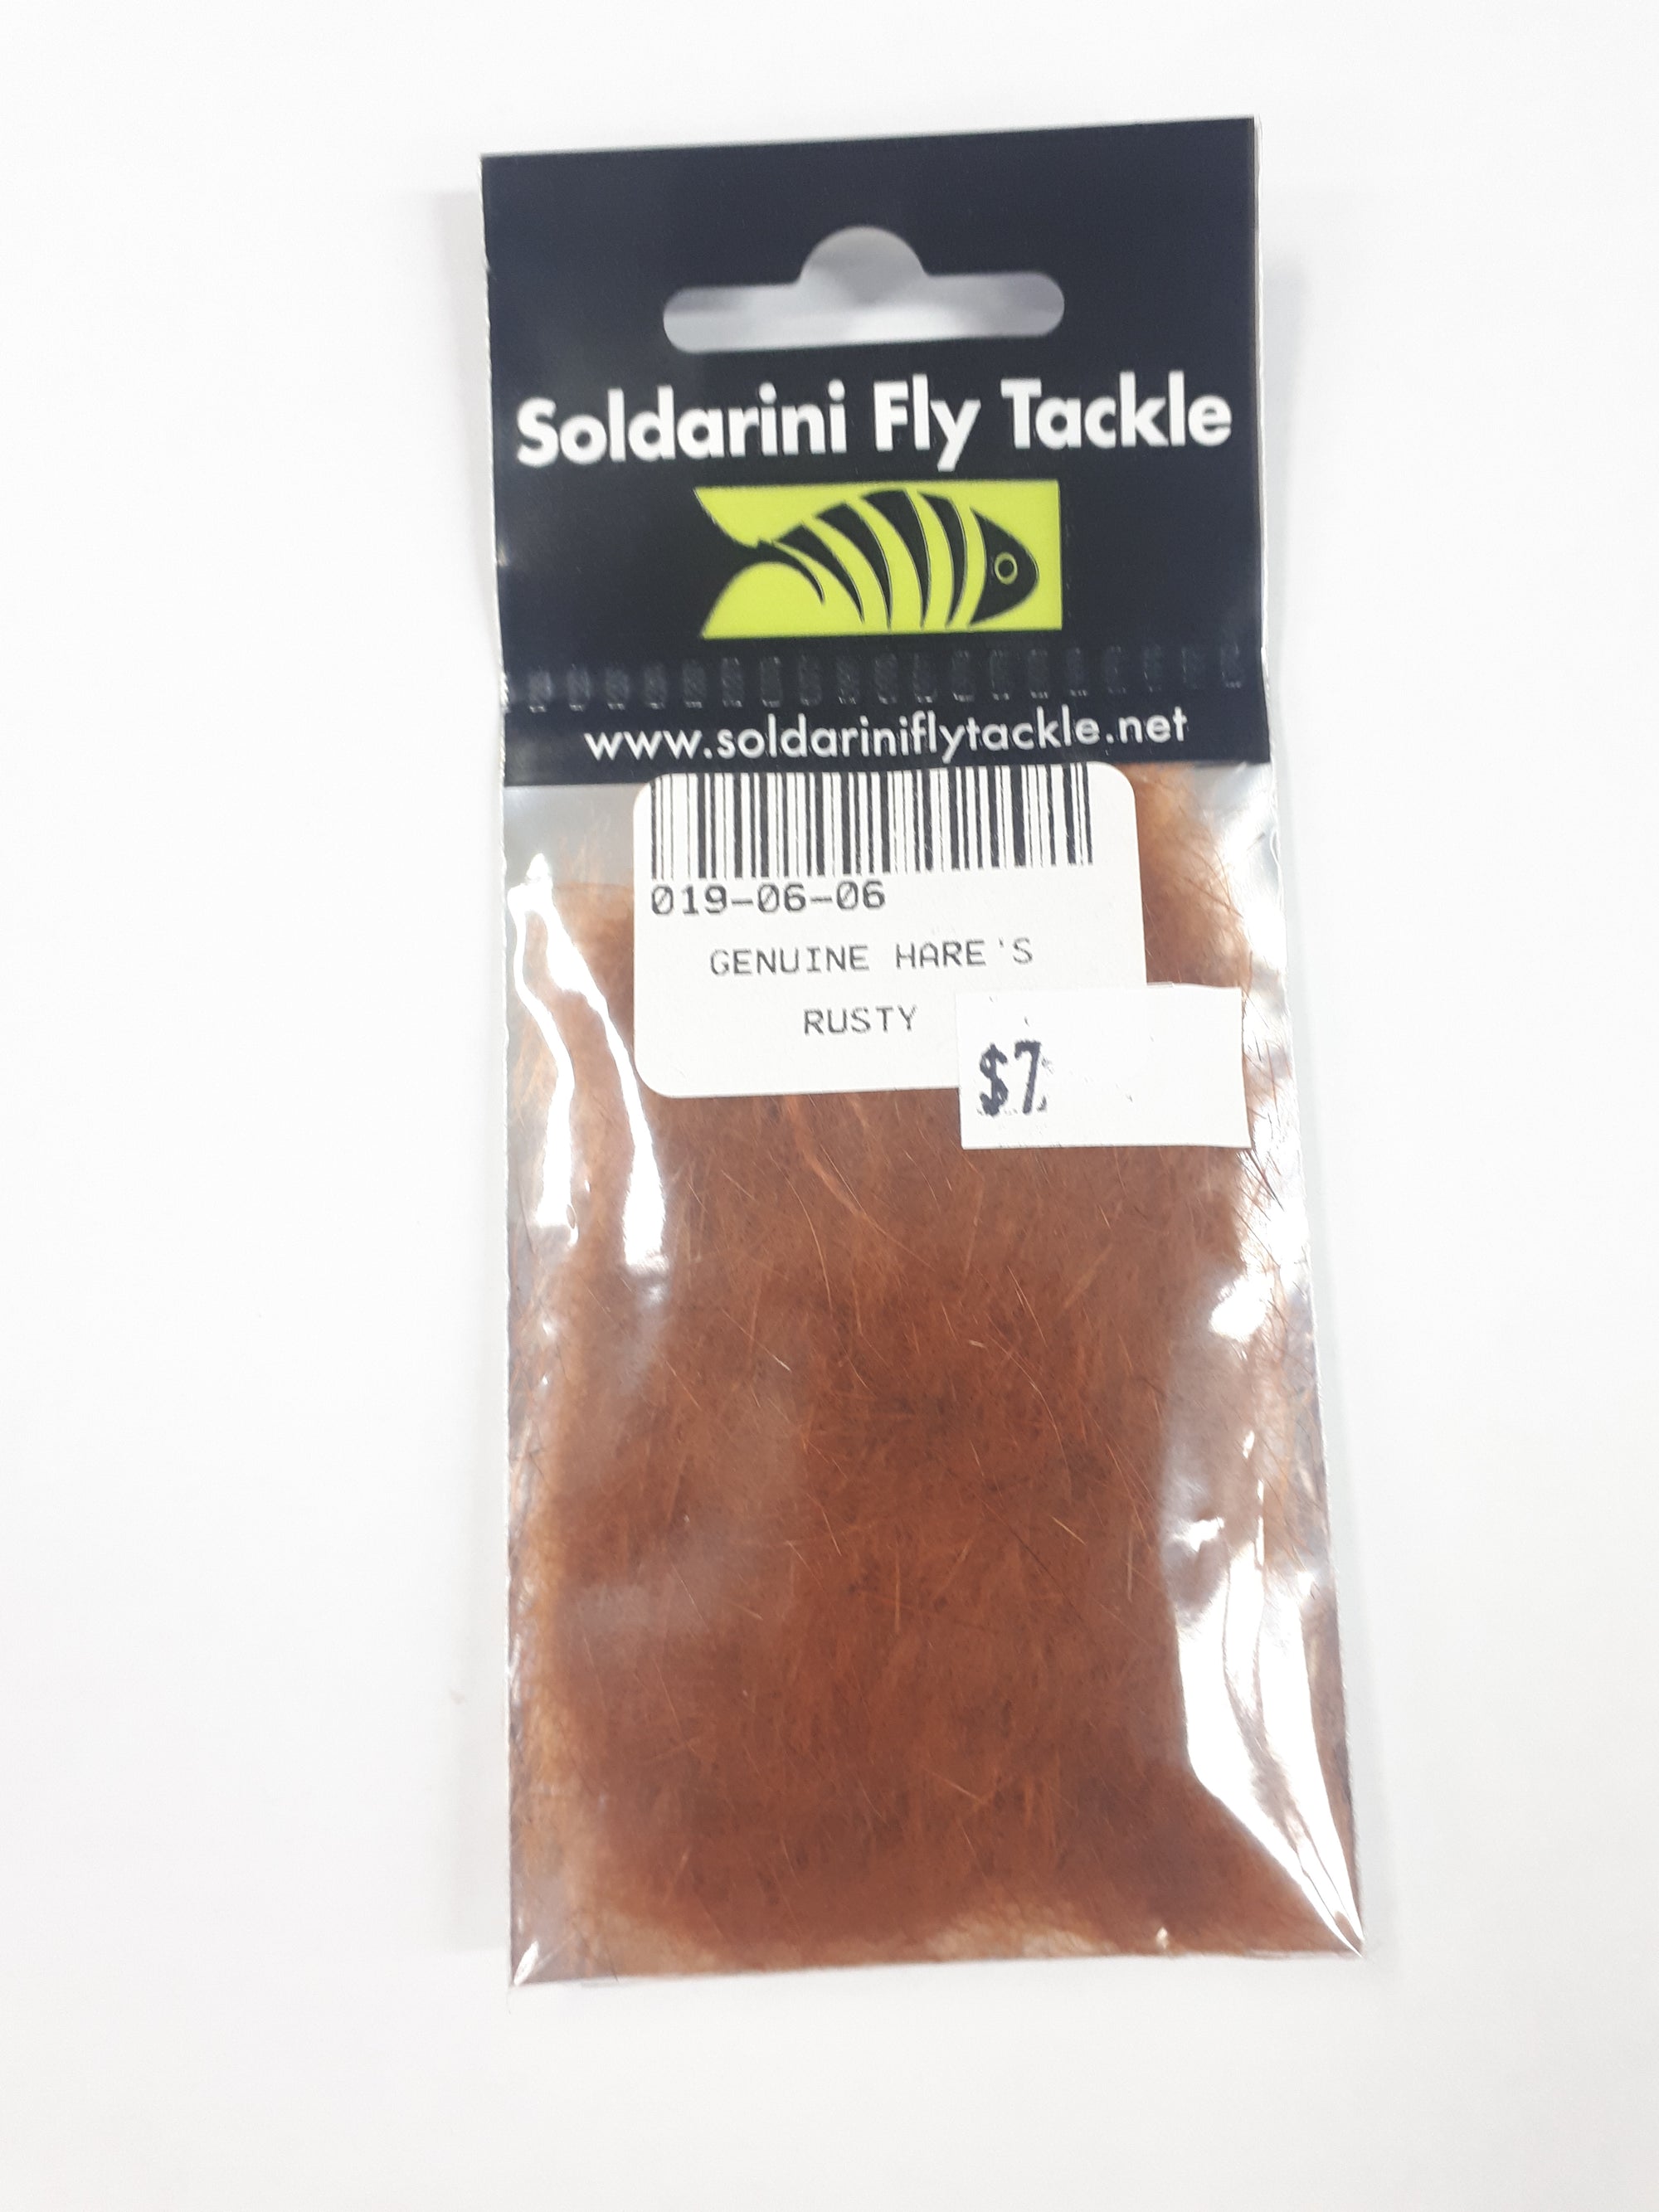 Soldarini Fly Tackle
www.soldariniflytackle.net
019-06-06
GENUINE HARE'S
RUSTY
$7